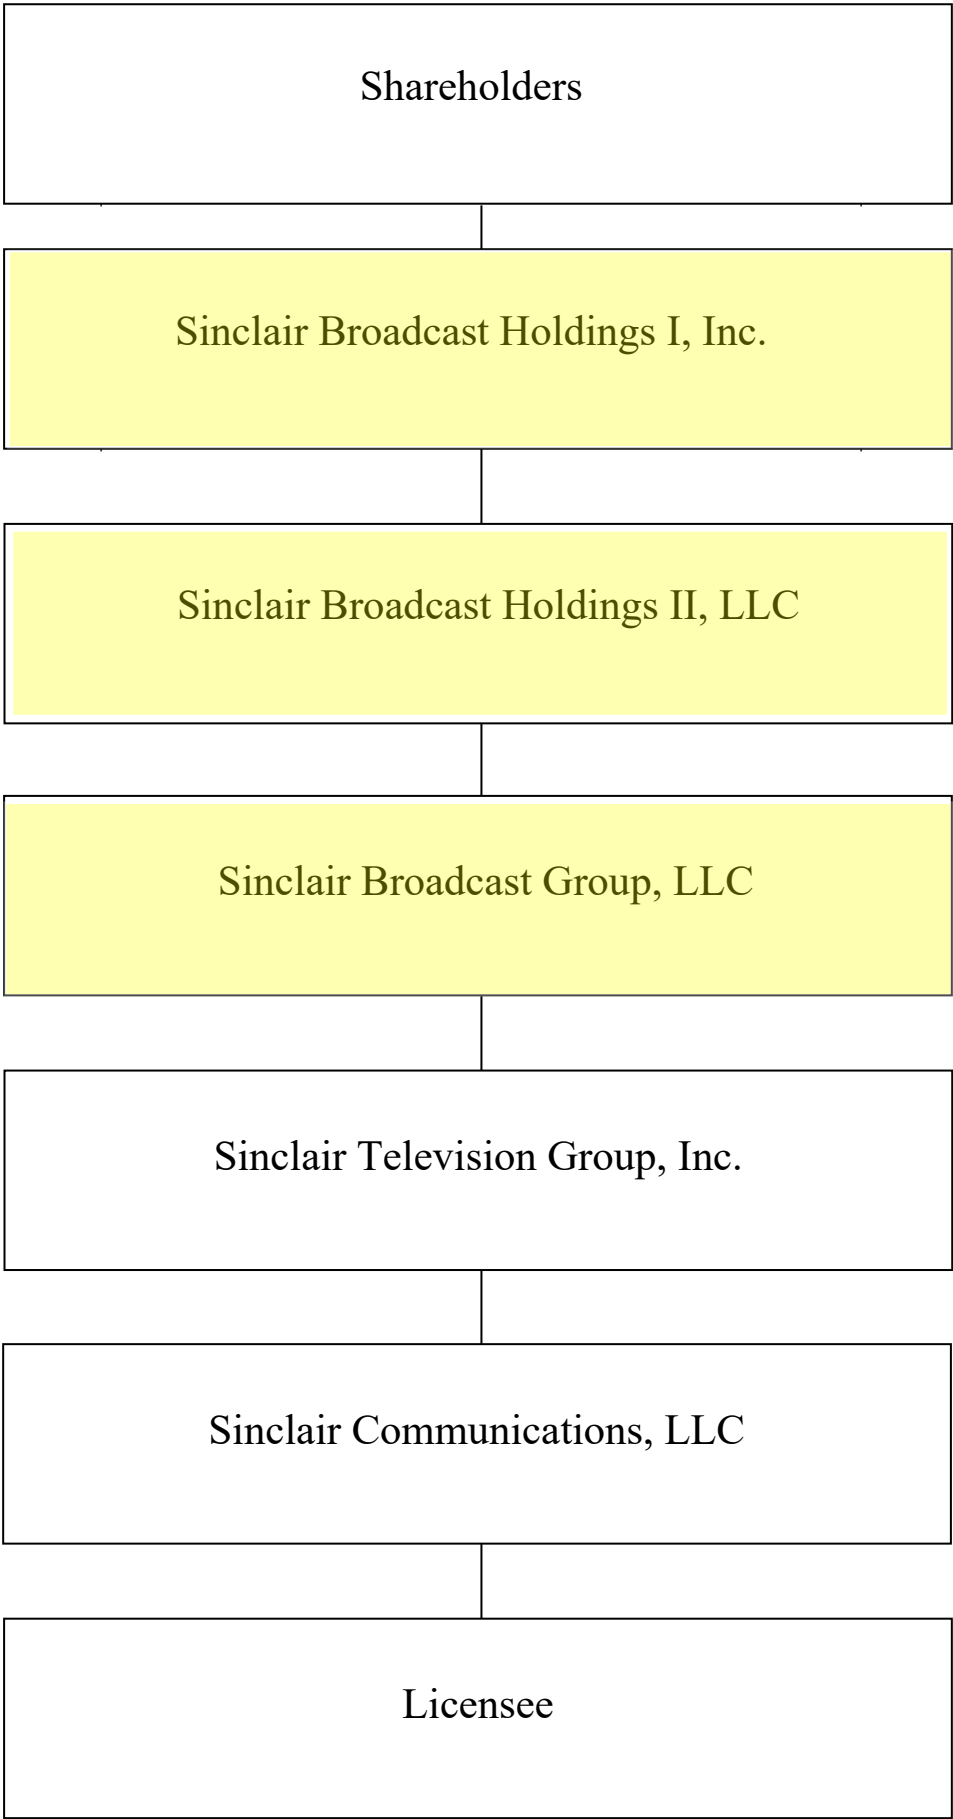 Shareholders
Sinclair Broadcast Holdings I, Inc.
Sinclair Broadcast Holdings II, LLC
Sinclair Broadcast Group, LLC
Sinclair Television Group, Inc.
Sinclair Communications, LLC
Licensee